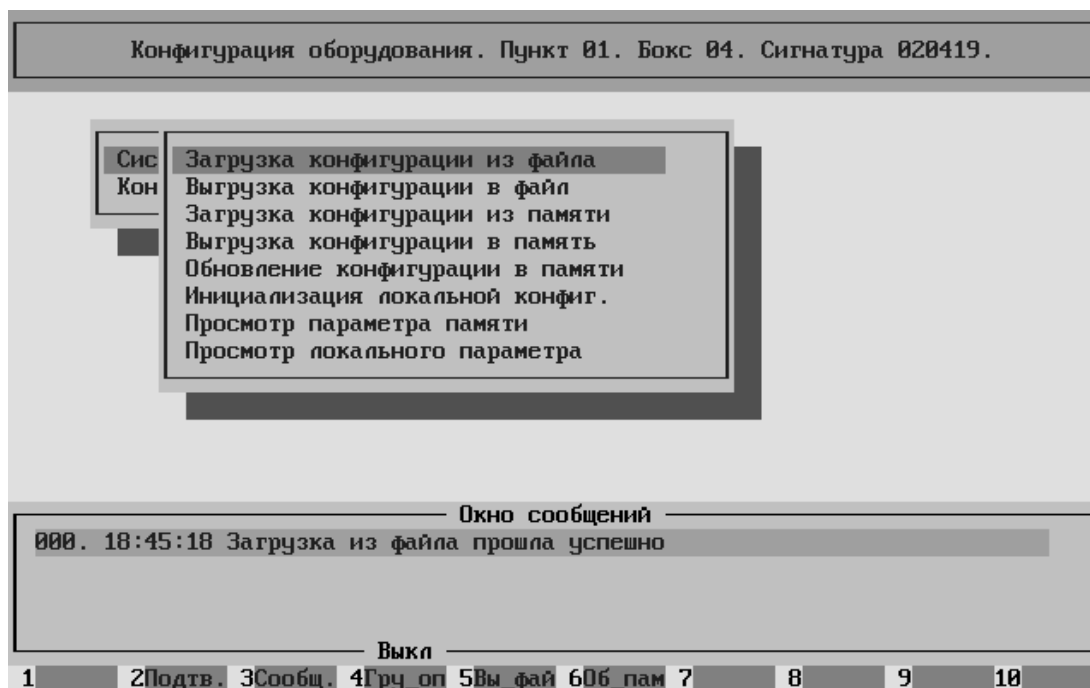 Конфигурация оборудования. Пункт 01. Бокс 04. Сигнатура 020419.
Сис
Кон
Загрузка конфигурации из файла
Выгрузка конфигурации в файл
Загрузка конфигурации из памяти
Выгрузка конфигурации в память
Обновление конфигурации в памяти
Инициализация локальной конфиг.
Просмотр параметра памяти
Просмотр локального параметра
Окно сообщений
000. 18:45:18 Загрузка из файла прошла успешно
Выкл
1 2Подтв. 3Сообщ. 4Гру_оп 5Вы_фай 6Об_пам 7 8 9 10